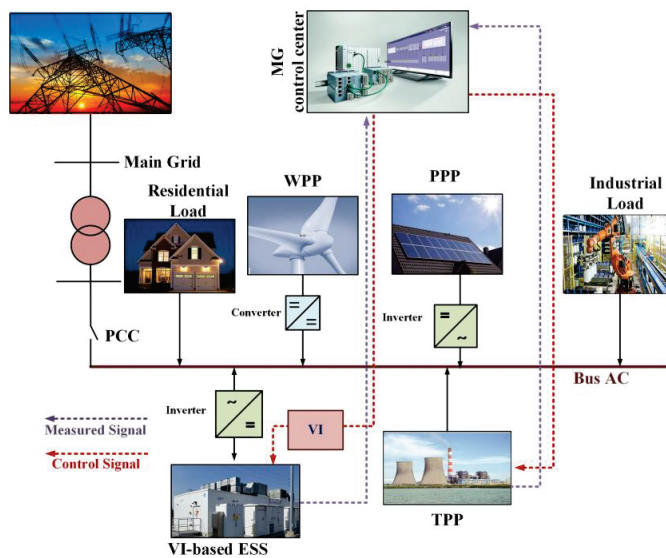 MG
control center
Main Grid
Residential
Load
WPP
PPP
Industrial
Load
Converter
=
=
Inverter
=
~
PCC
Bus AC
Inverter
~
=
VI
Measured Signal
Control Signal
VI-based ESS
TPP